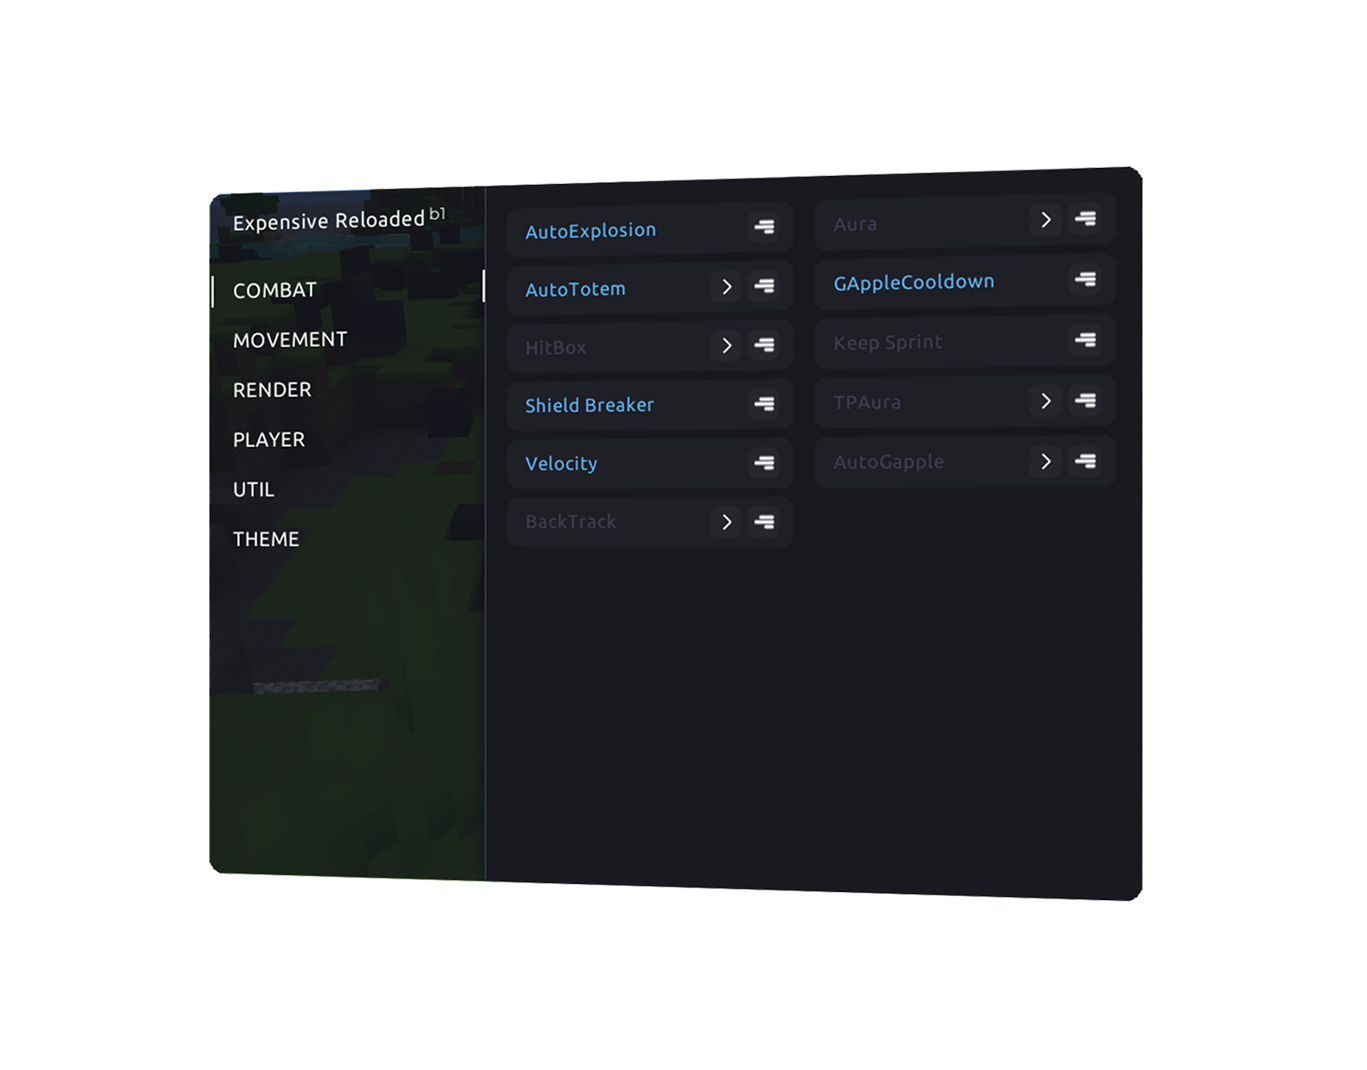 Expensive Reloaded b1
COMBAT
MOVEMENT
RENDER
PLAYER
UTIL
THEME
AutoExplosion
AutoTotem
HitBox
Shield Breaker
Velocity
BackTrack
Aura
GAppleCooldown
Keep Sprint
TPAura
AutoGapple